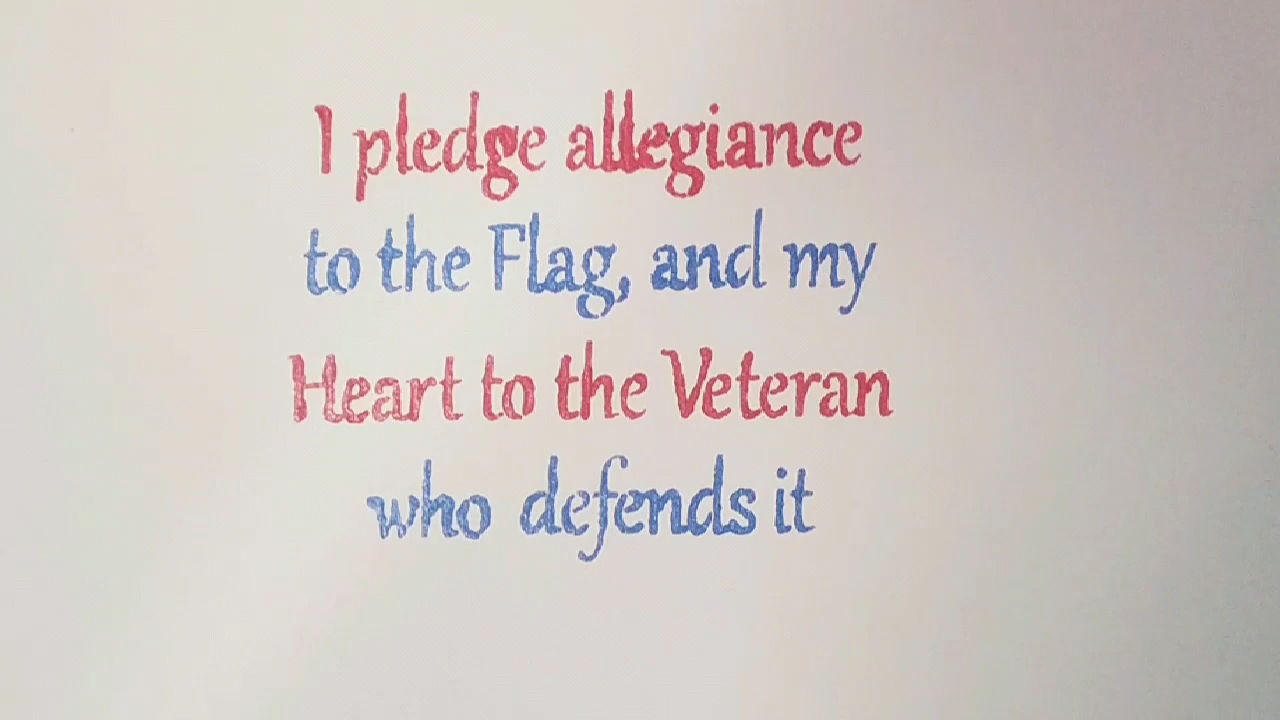 I pledge allegiance
to the Flag, and my
Heart to the Veteran
who defends it